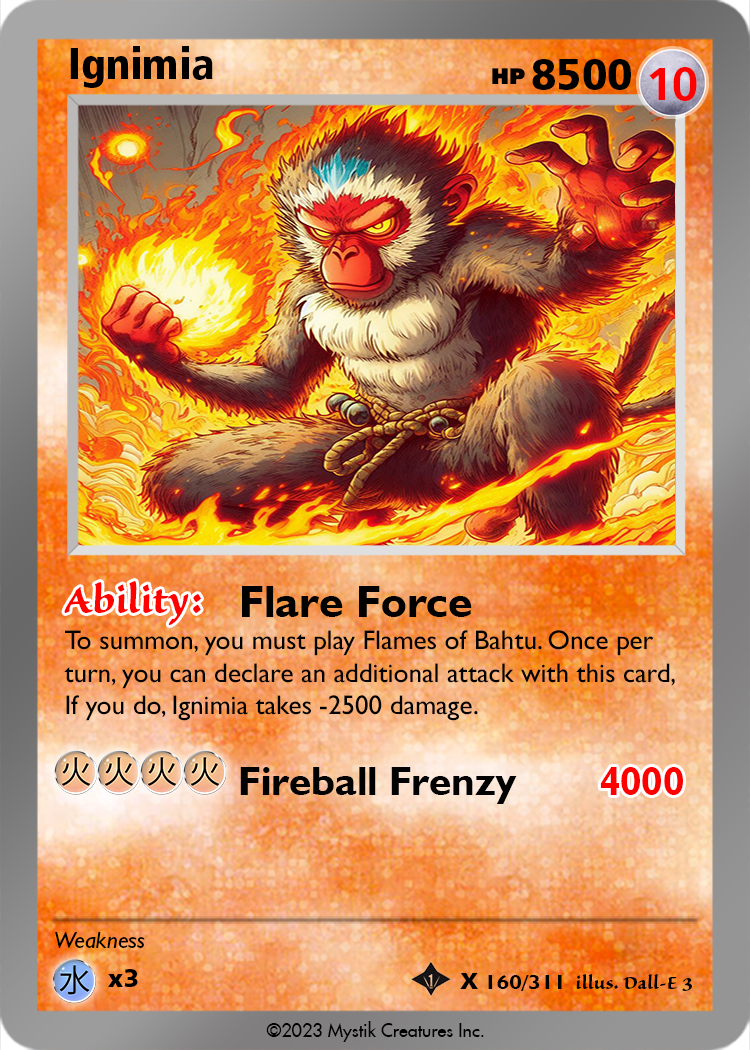 Ignimia
HP 8500 10
Ability: Flare Force
To summon, you must play Flames of Bahtu. Once per
turn, you can declare an additional attack with this card,
If you do, Ignimia takes -2500 damage.
火 火 火 火 Fireball Frenzy 4000
Weakness
水 x3
1 X 160/311 illus. Dall-E 3
©2023 Mystik Creatures Inc.